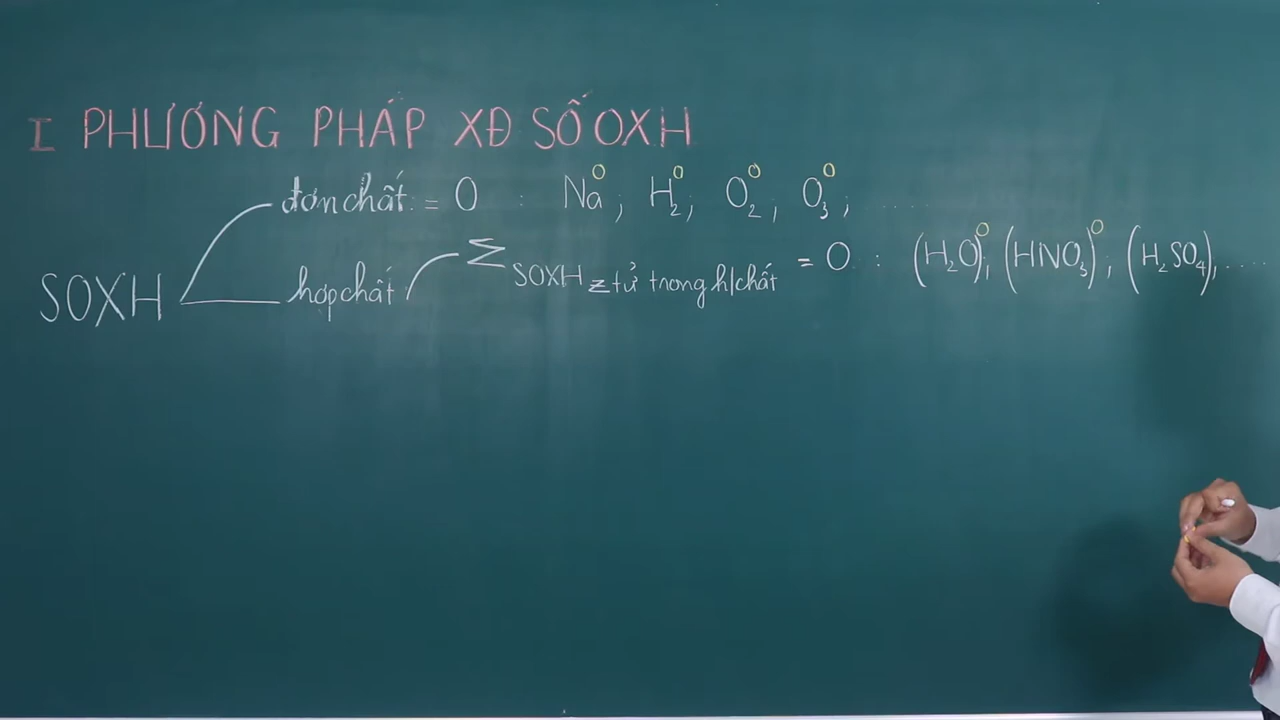 I PHƯƠNG PHÁP XĐ SỐ OXH
đơn chất = 0 : Na⁰ ; H₂⁰ ; O₂⁰ ; O₃⁰ ; .....
SOXH hợp chất Σ SOXH Σ tử trong h/chất = 0 : (H₂O)⁰ ; (HNO₃)⁰ ; (H₂SO₄), ....